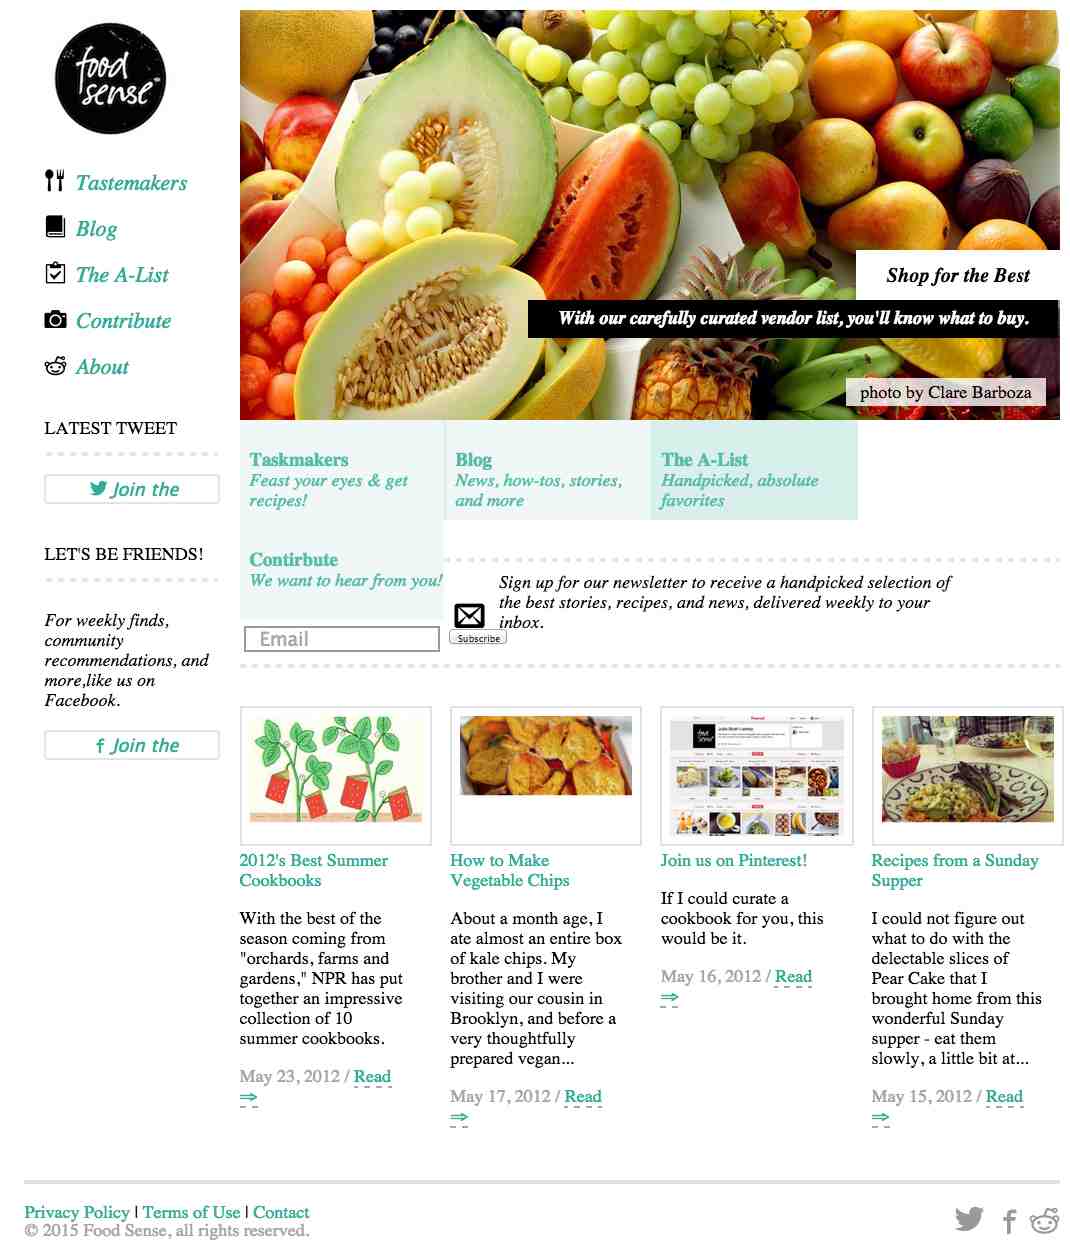 food
sense
Tastemakers
Blog
The A-List
Contribute
About
LATEST TWEET
Join the
LET'S BE FRIENDS!
For weekly finds,
community
recommendations, and
more,like us on
Facebook.
Join the
Shop for the Best
With our carefully curated vendor list, you'll know what to buy.
photo by Clare Barboza
Taskmakers
Feast your eyes & get
recipes!
Blog
News, how-tos, stories,
and more
The A-List
Handpicked, absolute
favorites
Contirbute
We want to hear from you!
Sign up for our newsletter to receive a handpicked selection of
the best stories, recipes, and news, delivered weekly to your
inbox.
Email
Subscribe
2012's Best Summer
Cookbooks
With the best of the
season coming from
"orchards, farms and
gardens," NPR has put
together an impressive
collection of 10
summer cookbooks.
May 23, 2012 / Read
⇒
How to Make
Vegetable Chips
About a month age, I
ate almost an entire box
of kale chips. My
brother and I were
visiting our cousin in
Brooklyn, and before a
very thoughtfully
prepared vegan...
May 17, 2012 / Read
⇒
food
sense
Join us on Pinterest!
If I could curate a
cookbook for you, this
would be it.
May 16, 2012 / Read
⇒
Recipes from a Sunday
Supper
I could not figure out
what to do with the
delectable slices of
Pear Cake that I
brought home from this
wonderful Sunday
supper - eat them
slowly, a little bit at...
May 15, 2012 / Read
⇒
Privacy Policy | Terms of Use | Contact
© 2015 Food Sense, all rights reserved.